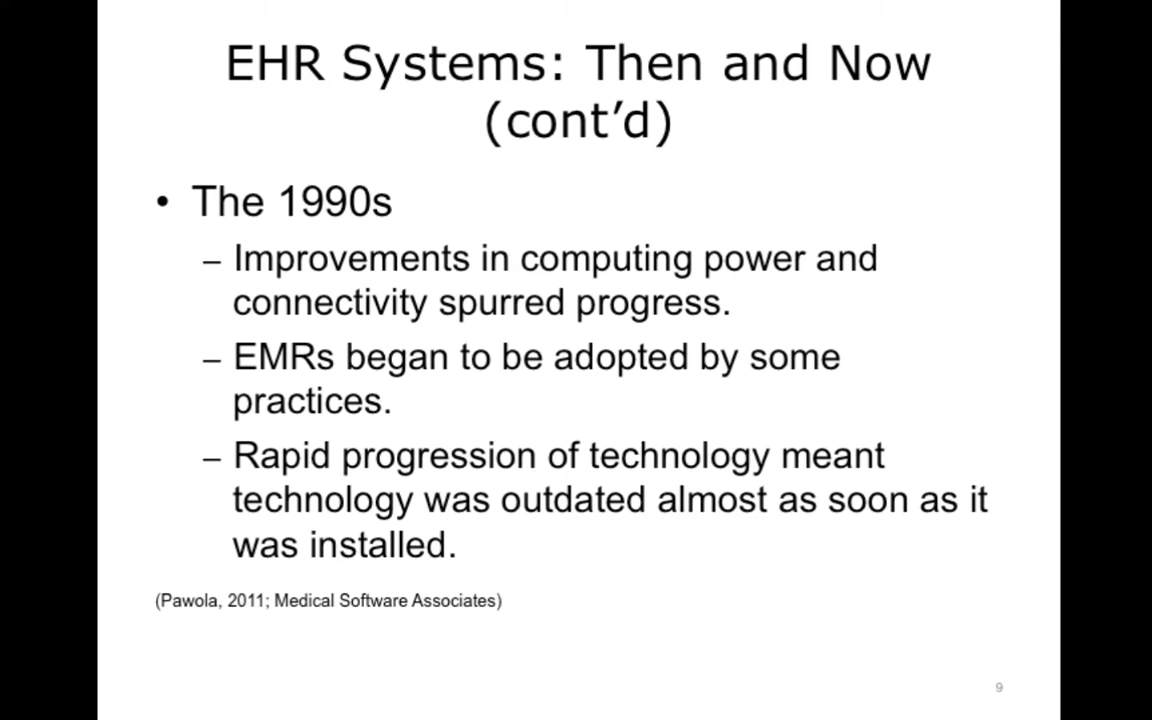 EHR Systems: Then and Now
(cont’d)
• The 1990s
– Improvements in computing power and
connectivity spurred progress.
– EMRs began to be adopted by some
practices.
– Rapid progression of technology meant
technology was outdated almost as soon as it
was installed.
(Pawola, 2011; Medical Software Associates)
9